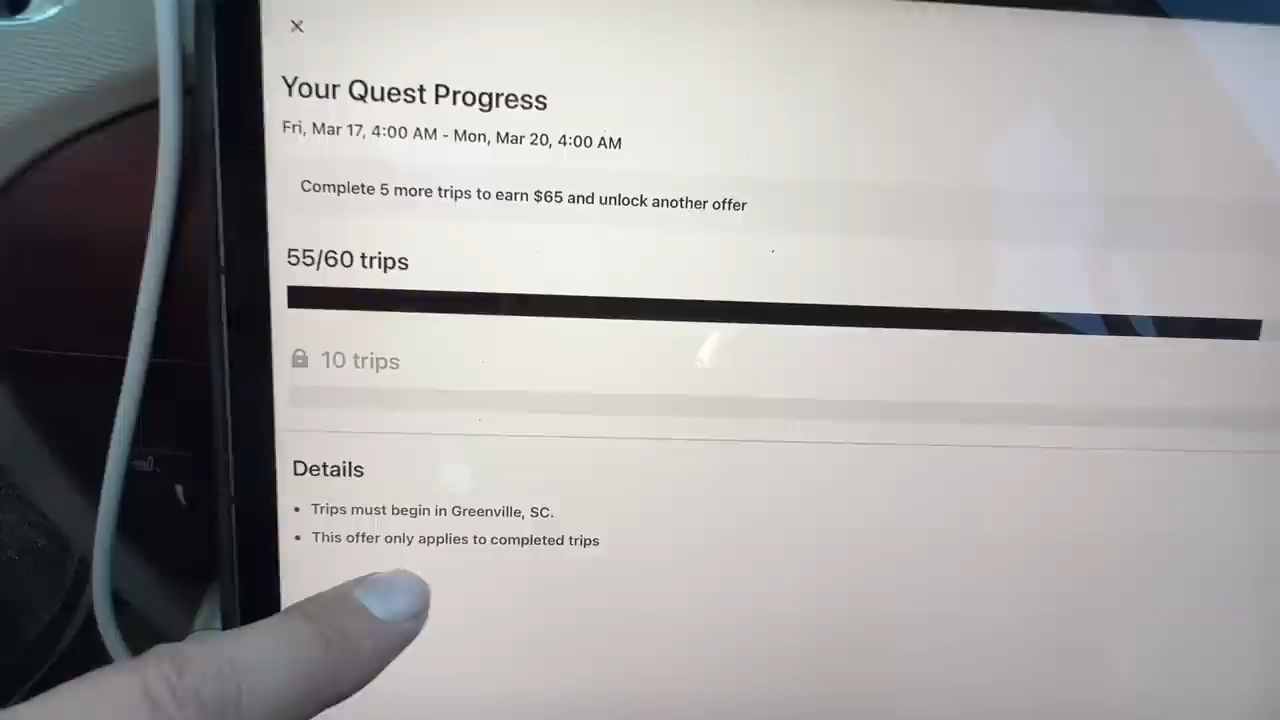 ×
Your Quest Progress
Fri, Mar 17, 4:00 AM - Mon, Mar 20, 4:00 AM
Complete 5 more trips to earn $65 and unlock another offer
55/60 trips
10 trips
Details
• Trips must begin in Greenville, SC.
• This offer only applies to completed trips